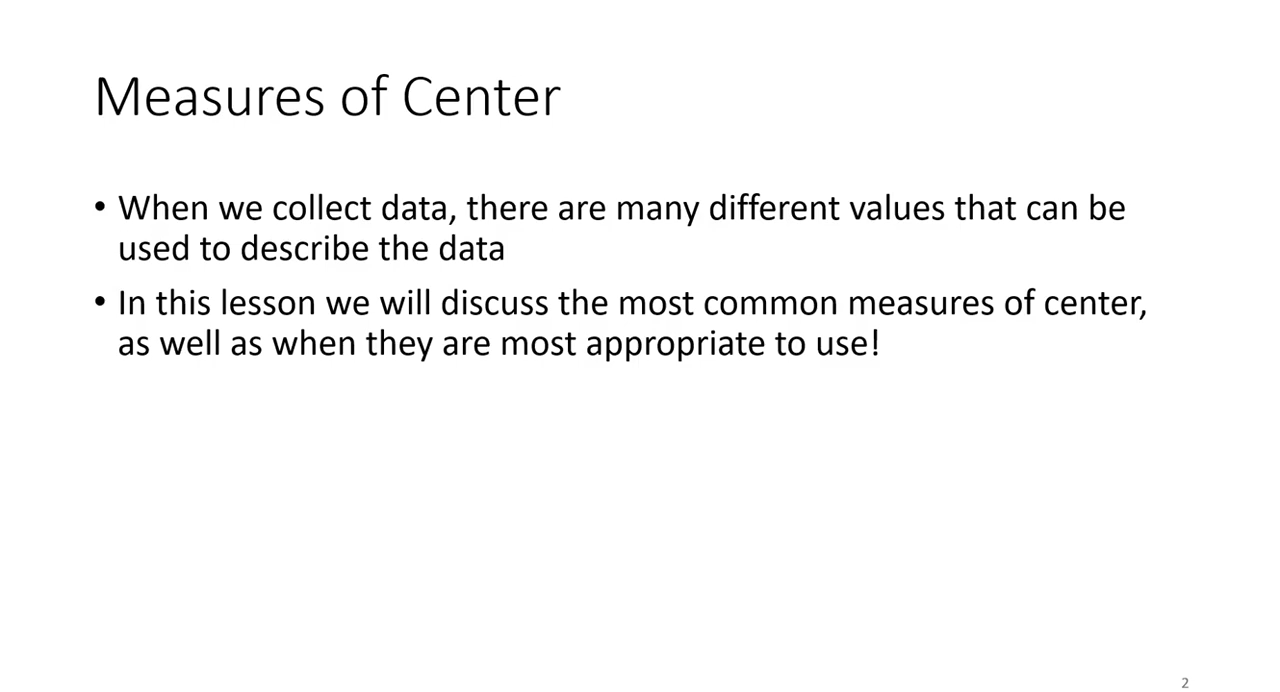 Measures of Center
• When we collect data, there are many different values that can be
used to describe the data
• In this lesson we will discuss the most common measures of center,
as well as when they are most appropriate to use!
2